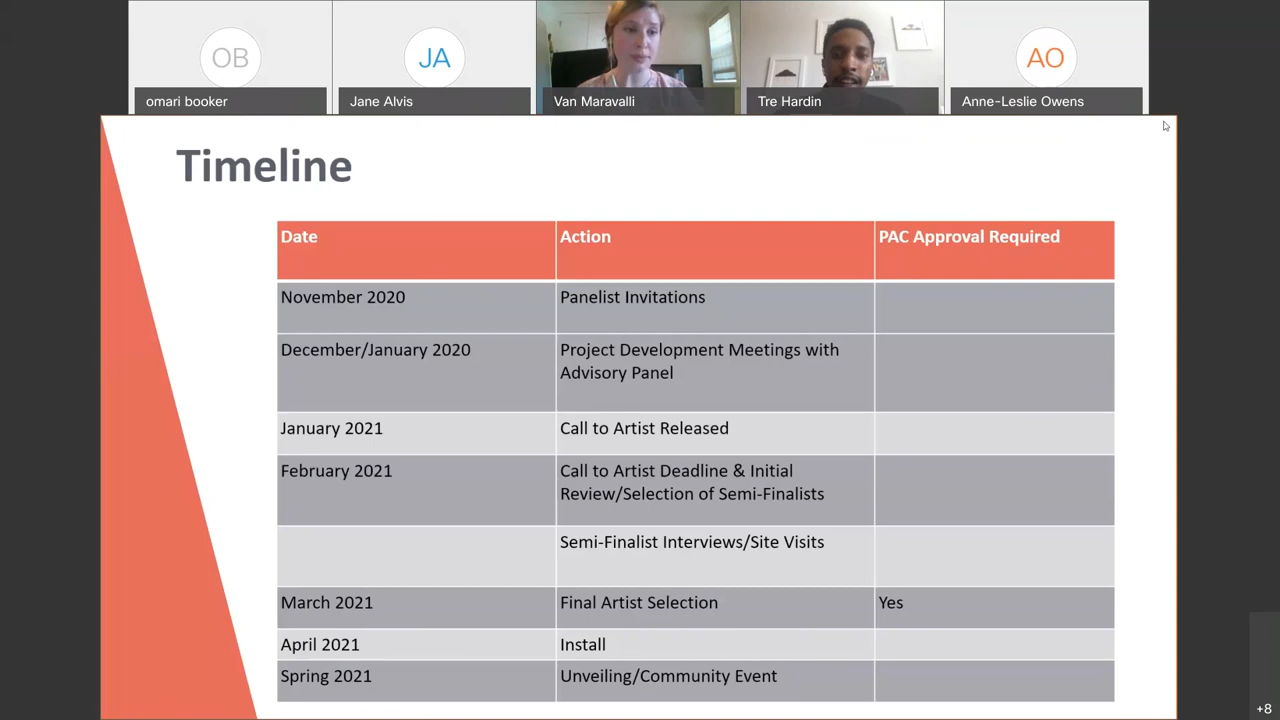 OB
JA
AO
omari booker
Jane Alvis
Van Maravalli
Tre Hardin
Anne-Leslie Owens
Timeline
Date
Action
PAC Approval Required
November 2020
Panelist Invitations
December/January 2020
Project Development Meetings with
Advisory Panel
January 2021
Call to Artist Released
February 2021
Call to Artist Deadline & Initial
Review/Selection of Semi-Finalists
Semi-Finalist Interviews/Site Visits
March 2021
Final Artist Selection
Yes
April 2021
Install
Spring 2021
Unveiling/Community Event
+8